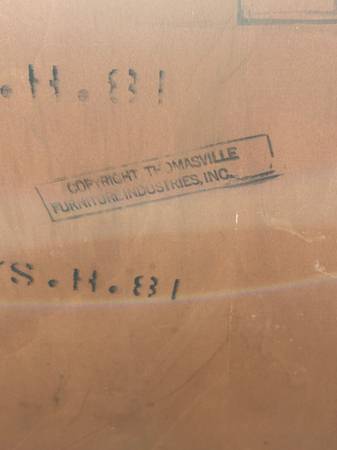 .H.81
COPYRIGHT THOMASVILLE
FURNITURE INDUSTRIES, INC.
S.H.81